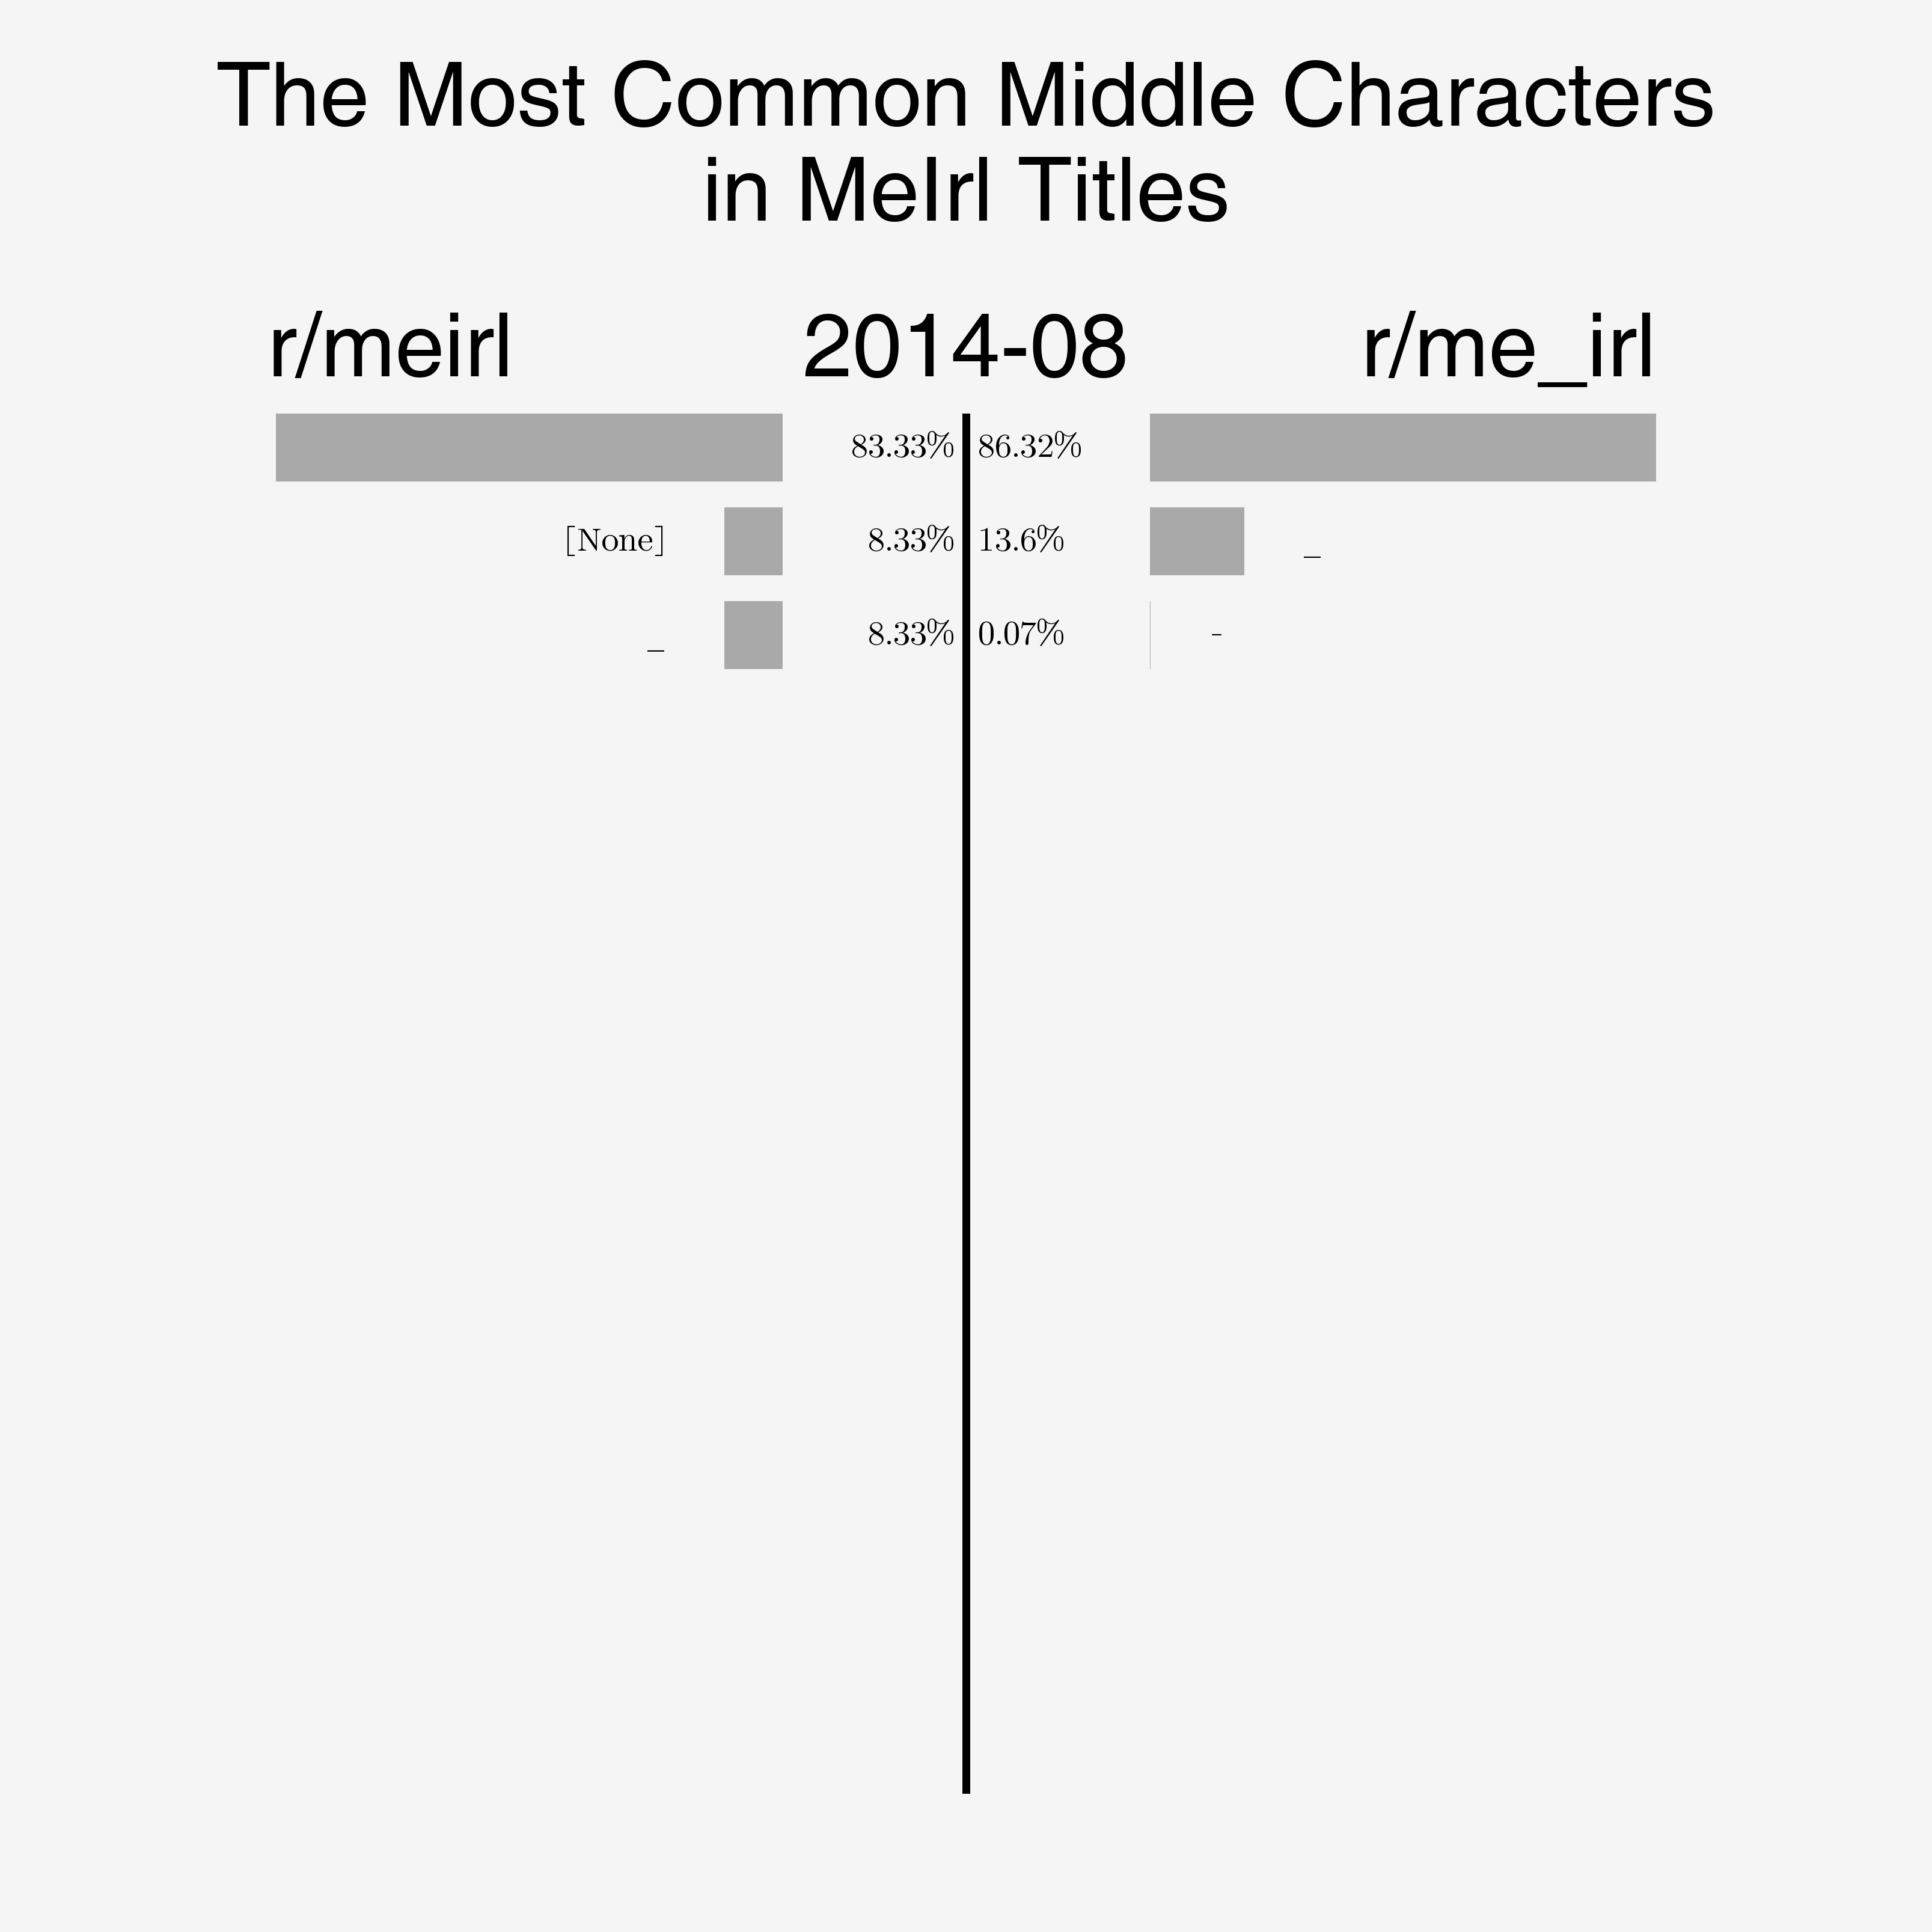 The Most Common Middle Characters
in MeIrl Titles
r/meirl 2014-08 r/me_irl
83.33% 86.32%
[None] 8.33% 13.6% _
_ 8.33% 0.07% -